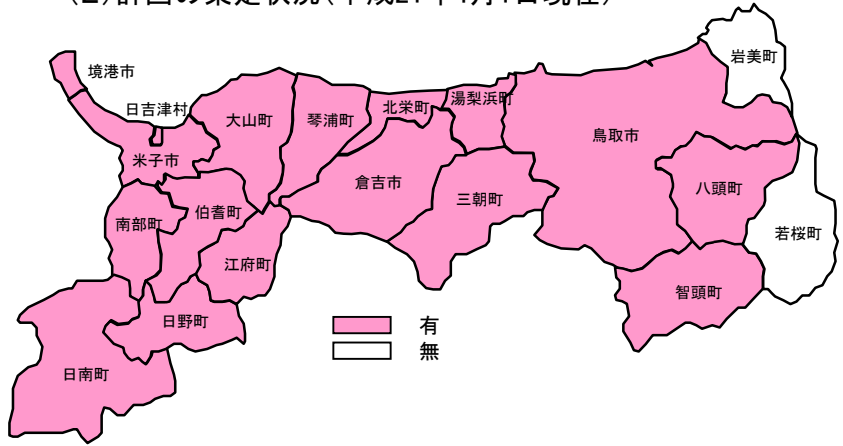 岩美町
境港市
日吉津村
大山町
琴浦町
北栄町
湯梨浜町
鳥取市
米子市
倉吉市
三朝町
八頭町
南部町
伯耆町
若桜町
江府町
智頭町
日野町
日南町
有
無